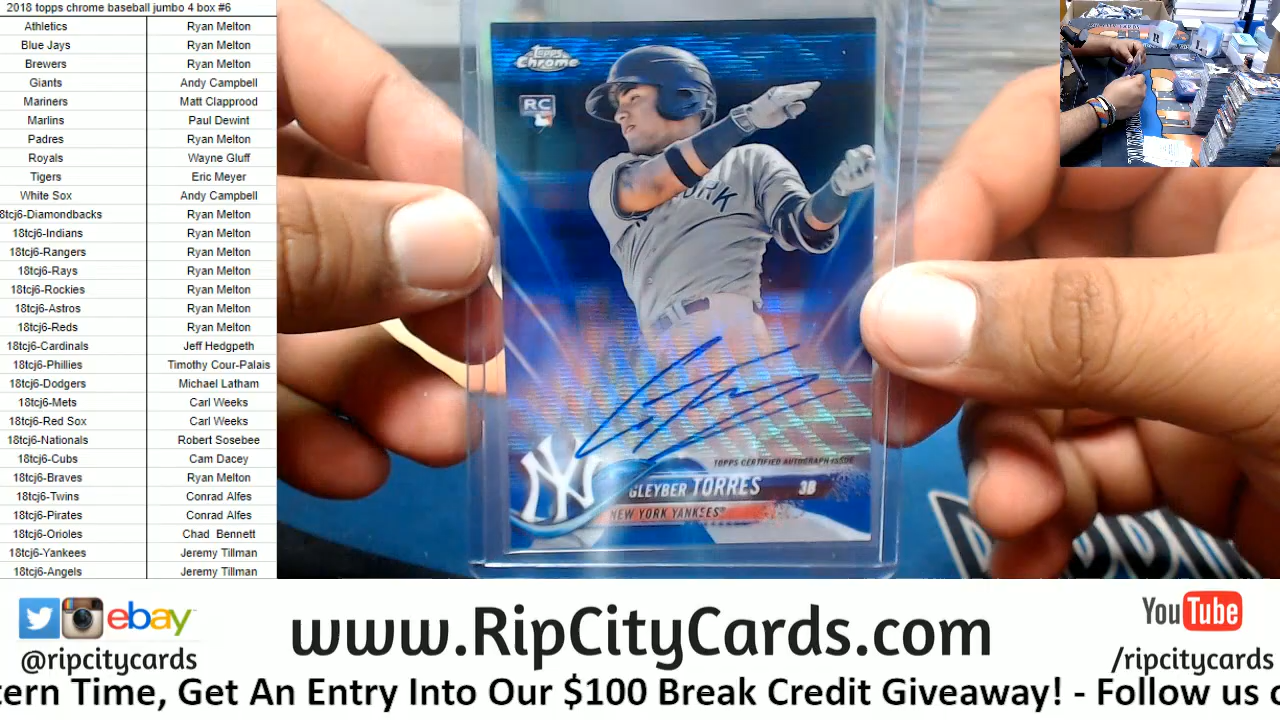 2018 topps chrome baseball jumbo 4 box #6
Athletics Ryan Melton
Blue Jays Ryan Melton
Brewers Ryan Melton
Giants Andy Campbell
Mariners Matt Clapprood
Marlins Paul Dewint
Padres Ryan Melton
Royals Wayne Gluff
Tigers Eric Meyer
White Sox Andy Campbell
8tcj6-Diamondbacks Ryan Melton
18tcj6-Indians Ryan Melton
18tcj6-Rangers Ryan Melton
18tcj6-Rays Ryan Melton
18tcj6-Rockies Ryan Melton
18tcj6-Astros Ryan Melton
18tcj6-Reds Ryan Melton
18tcj6-Cardinals Jeff Hedgpeth
18tcj6-Phillies Timothy Cour-Palais
18tcj6-Dodgers Michael Latham
18tcj6-Mets Carl Weeks
18tcj6-Red Sox Carl Weeks
18tcj6-Nationals Robert Sosebee
18tcj6-Cubs Cam Dacey
18tcj6-Braves Ryan Melton
18tcj6-Twins Conrad Alfes
18tcj6-Pirates Conrad Alfes
18tcj6-Orioles Chad Bennett
18tcj6-Yankees Jeremy Tillman
18tcj6-Angels Jeremy Tillman
Topps
Chrome
RC
YORK
TOPPS CERTIFIED AUTOGRAPH ISSUE
NY
GLEYBER TORRES 3B
NEW YORK YANKEES
ebay
@ripcitycards
www.RipCityCards.com
YouTube
/ripcitycards
tern Time, Get An Entry Into Our $100 Break Credit Giveaway! - Follow us o